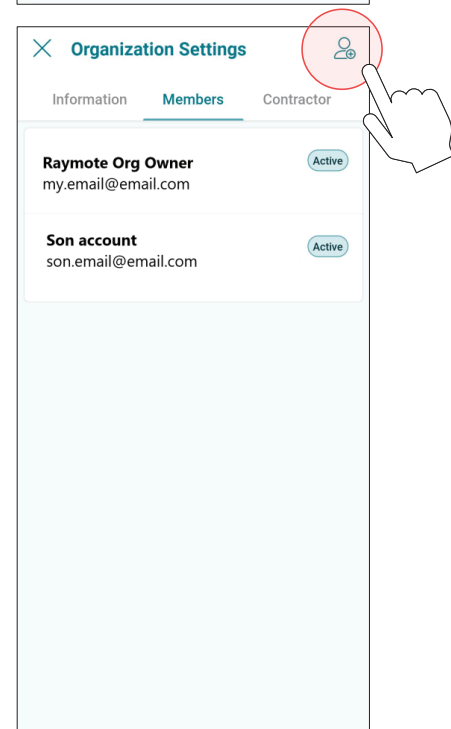 Organization Settings
Information Members Contractor
Raymote Org Owner Active
my.email@email.com
Son account Active
son.email@email.com